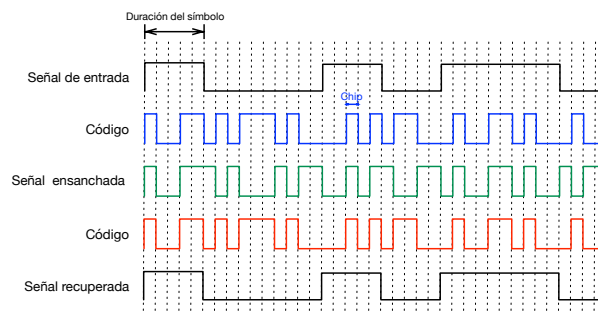 Duración del símbolo
Señal de entrada
Chip
Código
Señal ensanchada
Código
Señal recuperada